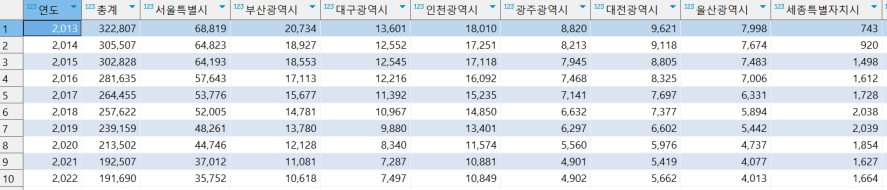 123 연도 123 총계 123 서울특별시 123 부산광역시 123 대구광역시 123 인천광역시 123 광주광역시 123 대전광역시 123 울산광역시 123 세종특별자치시
1 2,013 322,807 68,819 20,734 13,601 18,010 8,820 9,621 7,998 743
2 2,014 305,507 64,823 18,927 12,552 17,251 8,213 9,118 7,674 920
3 2,015 302,828 64,193 18,553 12,545 17,118 7,945 8,805 7,483 1,498
4 2,016 281,635 57,643 17,113 12,216 16,092 7,468 8,325 7,006 1,612
5 2,017 264,455 53,776 15,677 11,392 15,235 7,141 7,697 6,331 1,728
6 2,018 257,622 52,005 14,781 10,967 14,850 6,632 7,377 5,894 2,038
7 2,019 239,159 48,261 13,780 9,880 13,401 6,297 6,602 5,442 2,039
8 2,020 213,502 44,746 12,128 8,340 11,574 5,560 5,976 4,737 1,854
9 2,021 192,507 37,012 11,081 7,287 10,881 4,901 5,419 4,077 1,627
10 2,022 191,690 35,752 10,618 7,497 10,849 4,902 5,662 4,013 1,664